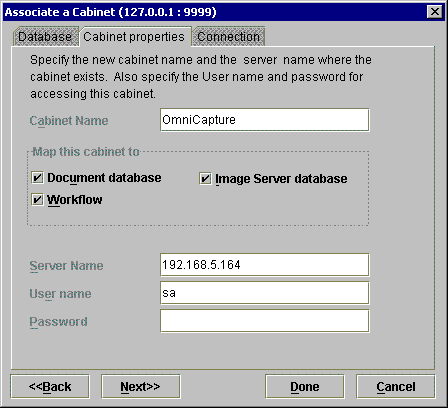 Associate a Cabinet (127.0.0.1 : 9999)
Database Cabinet properties Connection
Specify the new cabinet name and the server name where the
cabinet exists. Also specify the User name and password for
accessing this cabinet.
Cabinet Name OmniCapture
Map this cabinet to
Document database Image Server database
Workflow
Server Name 192.168.5.164
User name sa
Password
<<Back Next>> Done Cancel